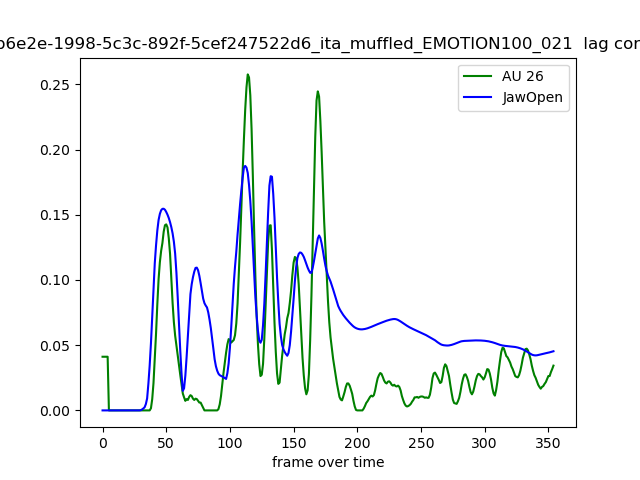 b6e2e-1998-5c3c-892f-5cef247522d6_ita_muffled_EMOTION100_021  lag cor
AU 26
JawOpen
0.25
0.20
0.15
0.10
0.05
0.00
0 50 100 150 200 250 300 350
frame over time